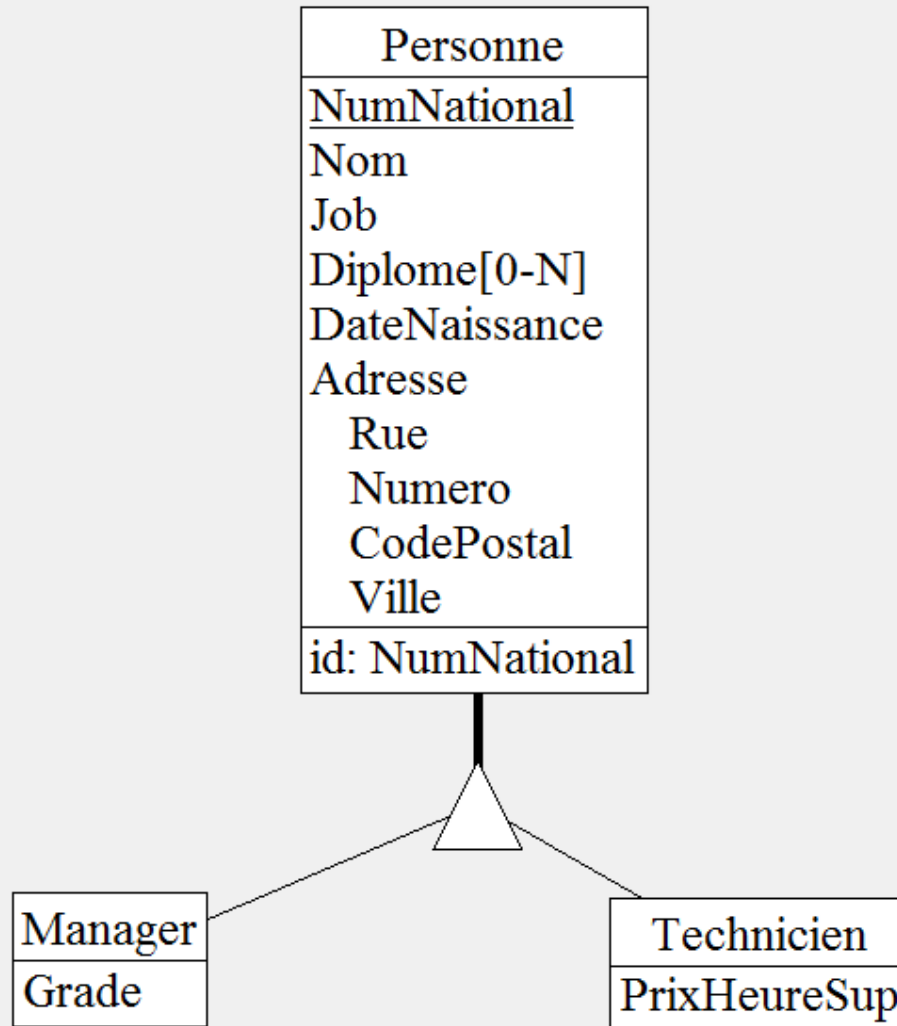 Personne
NumNational
Nom
Job
Diplome[0-N]
DateNaissance
Adresse
Rue
Numero
CodePostal
Ville
id: NumNational
Manager
Grade
Technicien
PrixHeureSup